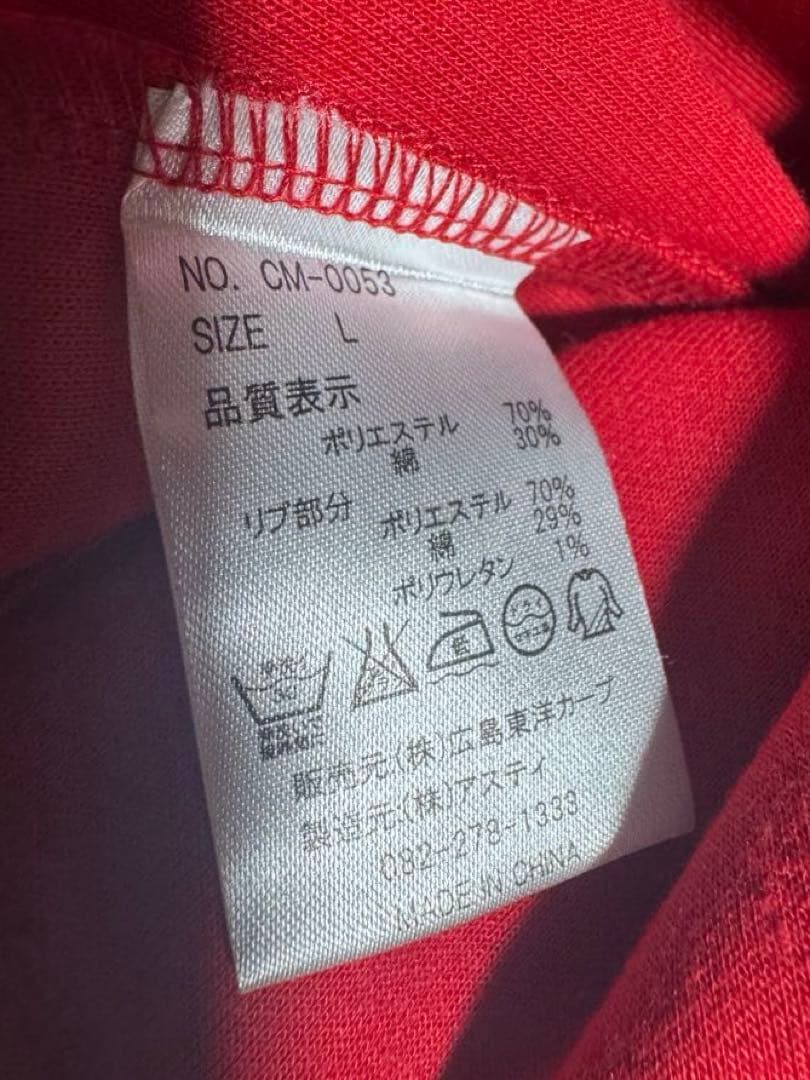 NO. CM-0053
SIZE L
品質表示
ポリエステル 70%
綿 30%
リブ部分 ポリエステル 70%
綿 29%
ポリウレタン 1%
30
販売元:(株)広島東洋カープ
製造元:(株)アスティ
082-278-1333
MADE IN CHINA